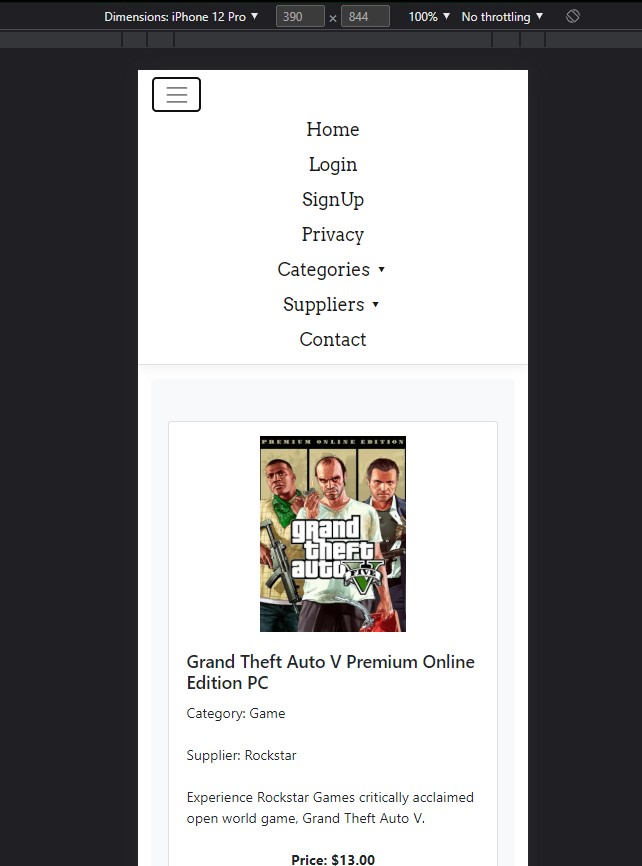 Dimensions: iPhone 12 Pro ▼ 390 × 844 100% ▼ No throttling ▼
Home
Login
SignUp
Privacy
Categories ▾
Suppliers ▾
Contact
PREMIUM ONLINE EDITION
grand
theft
auto V
FIVE
Grand Theft Auto V Premium Online
Edition PC
Category: Game
Supplier: Rockstar
Experience Rockstar Games critically acclaimed
open world game, Grand Theft Auto V.
Price: $13.00